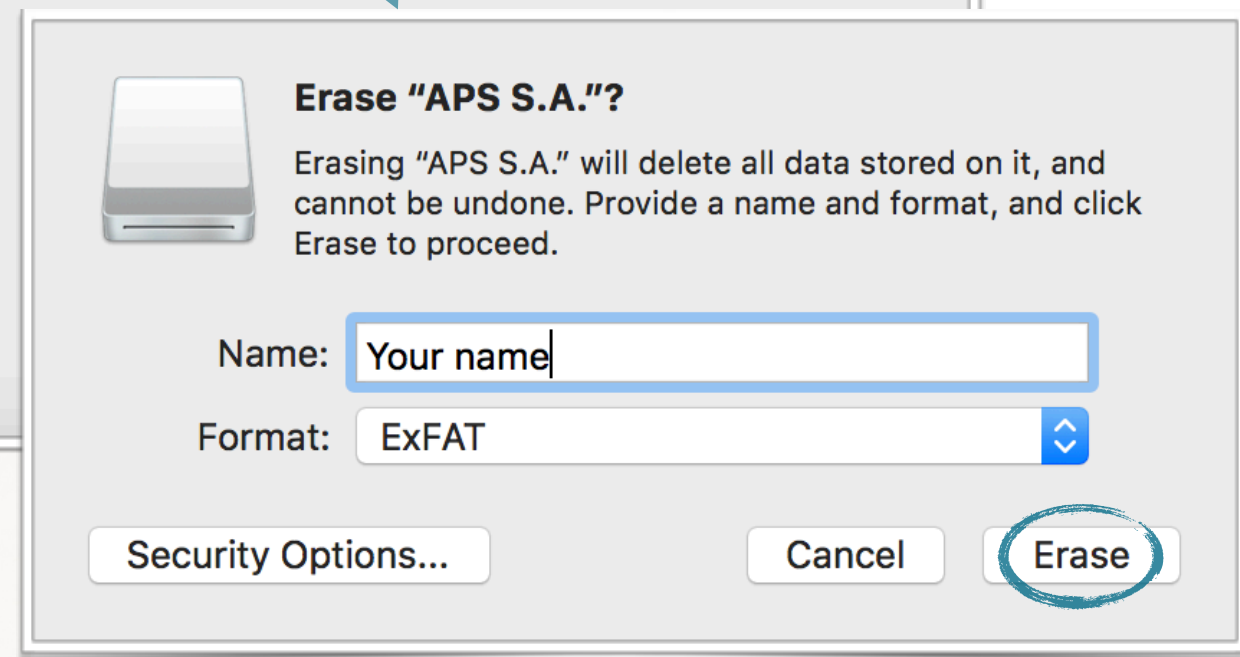 Erase “APS S.A.”?
Erasing “APS S.A.” will delete all data stored on it, and
cannot be undone. Provide a name and format, and click
Erase to proceed.
Name: Your name
Format: ExFAT
Security Options... Cancel Erase